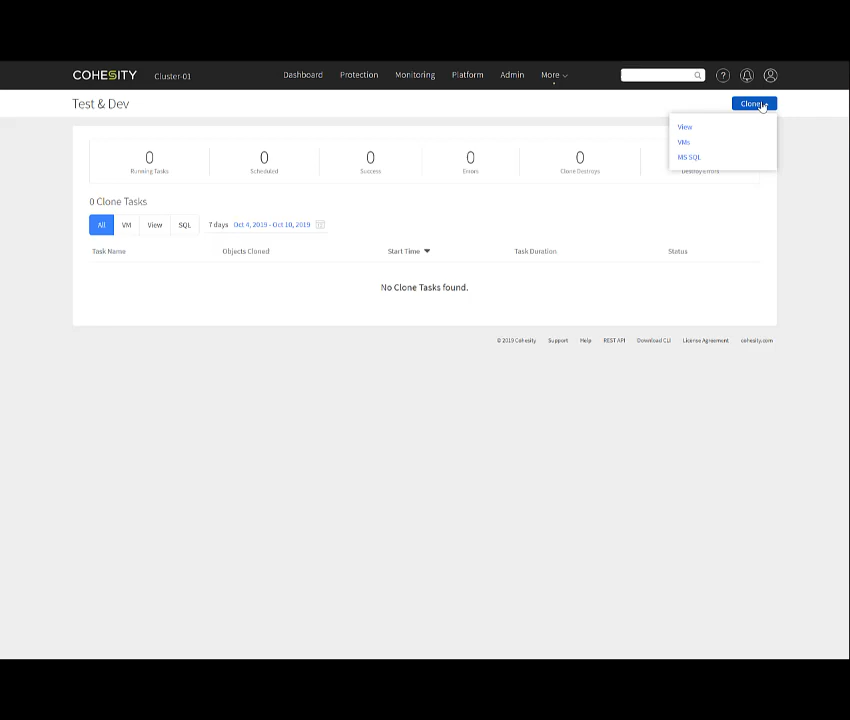 COHESITY Cluster-01 Dashboard Protection Monitoring Platform Admin More
Test & Dev Clone
View
VMs
MS SQL
0 0 0 0 0
Running Tasks Scheduled Success Errors Clone Destroys Destroy Errors
0 Clone Tasks
All VM View SQL 7 days Oct 4, 2019 - Oct 10, 2019
Task Name Objects Cloned Start Time Task Duration Status
No Clone Tasks found.
© 2019 Cohesity Support Help REST API Download CLI License Agreement cohesity.com